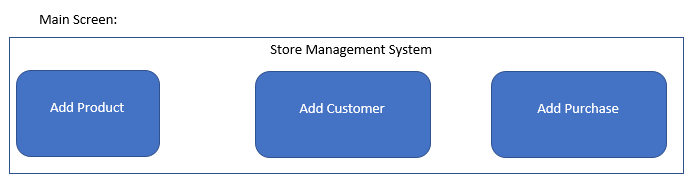 Main Screen:
Store Management System
Add Product
Add Customer
Add Purchase